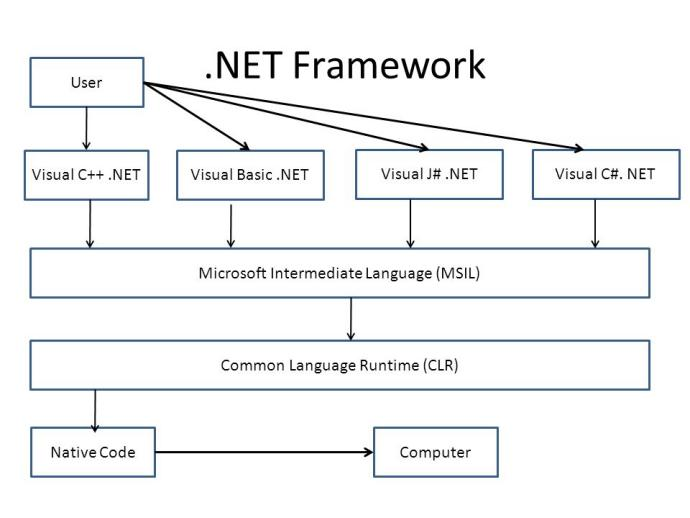 .NET Framework
User
Visual C++ .NET
Visual Basic .NET
Visual J# .NET
Visual C#. NET
Microsoft Intermediate Language (MSIL)
Common Language Runtime (CLR)
Native Code
Computer